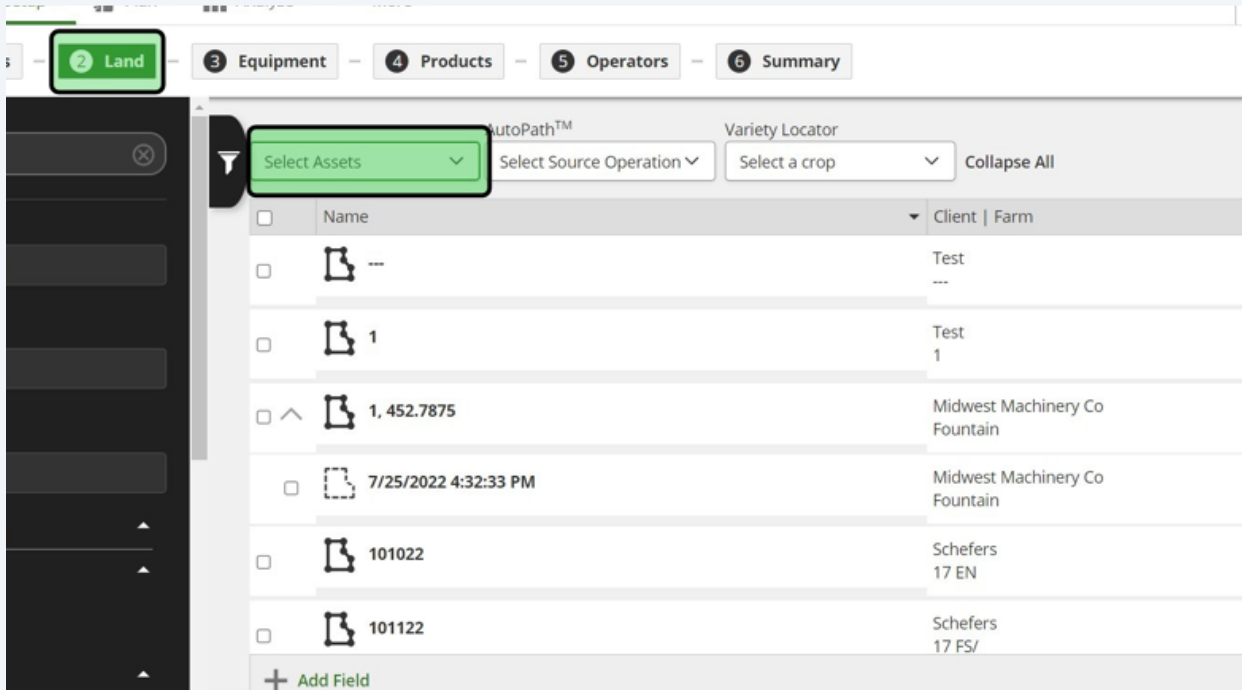 2 Land
3 Equipment
4 Products
5 Operators
6 Summary
AutoPath™
Variety Locator
Select Assets
Select Source Operation
Select a crop
Collapse All
Name
Client | Farm
---
Test
---
1
Test
1
1, 452.7875
Midwest Machinery Co
Fountain
7/25/2022 4:32:33 PM
Midwest Machinery Co
Fountain
101022
Schefers
17 EN
101122
Schefers
17 FS/
Add Field